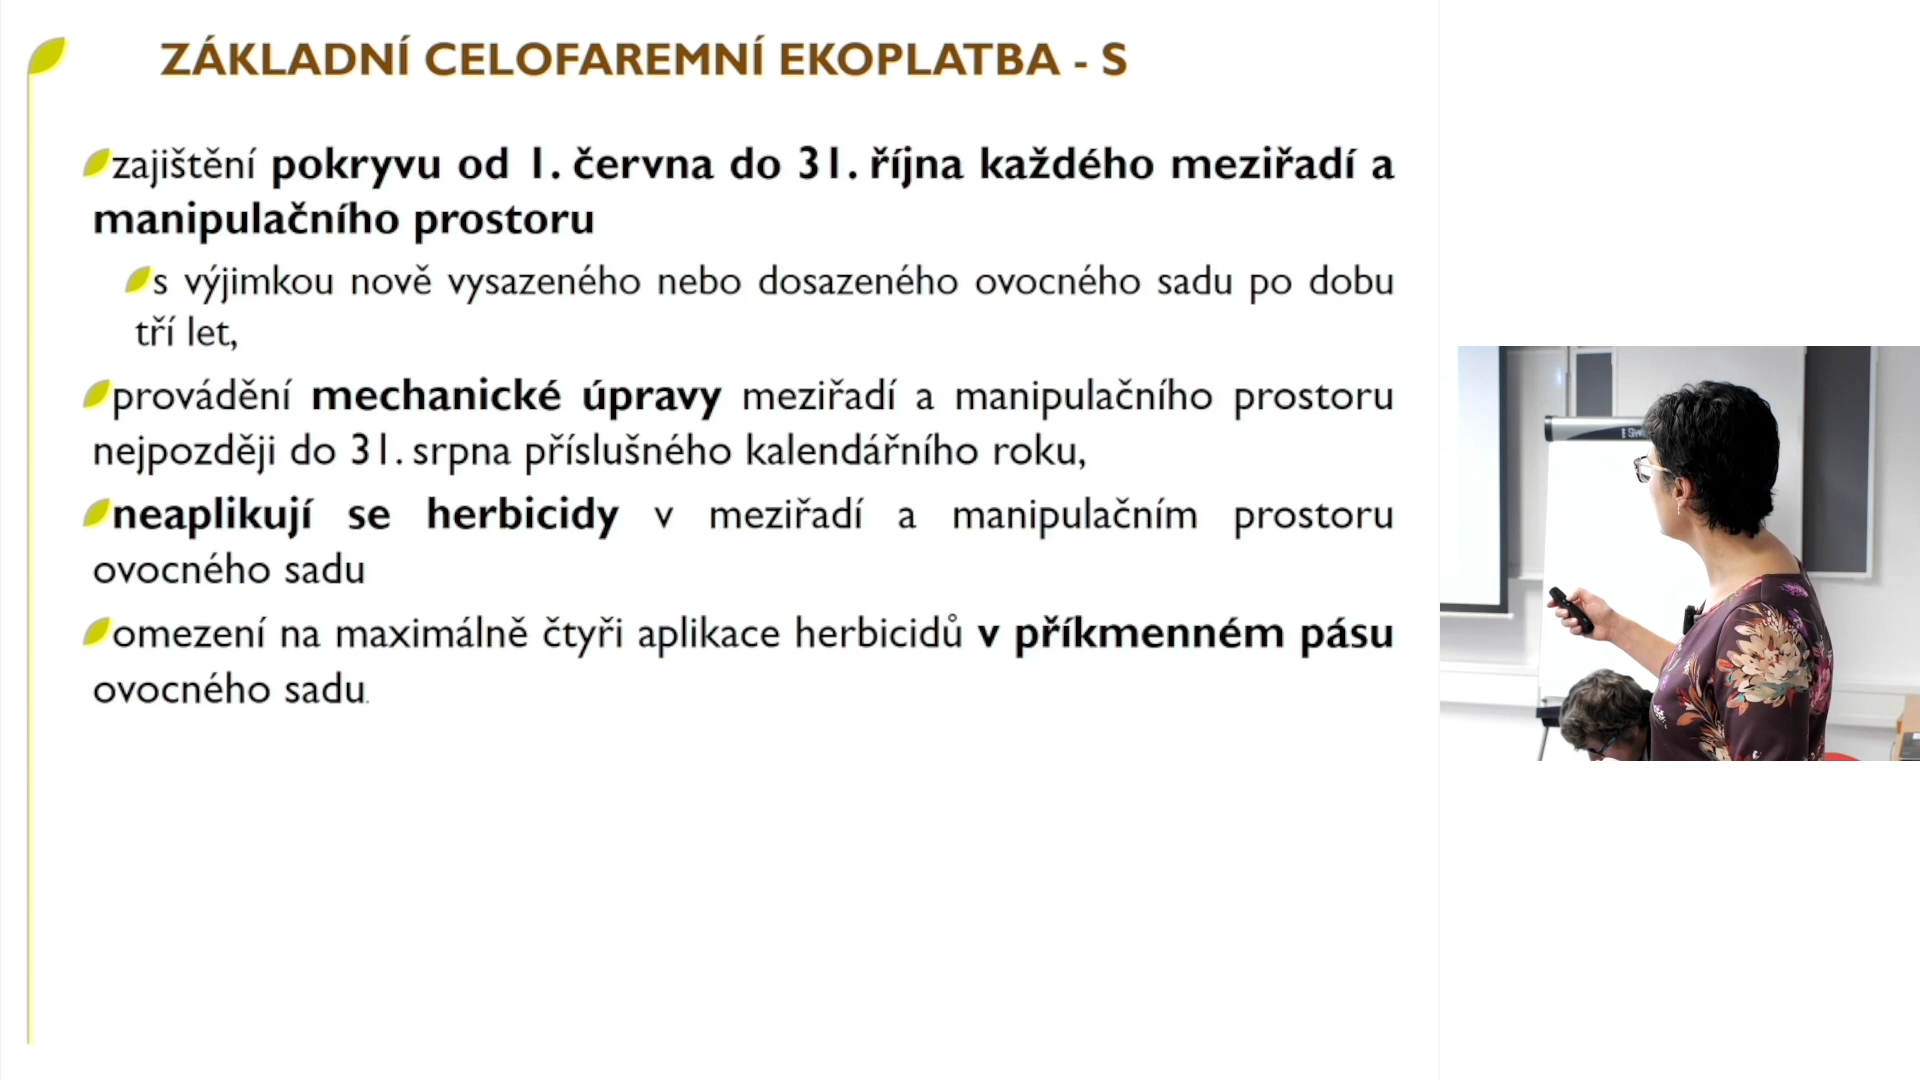 ZÁKLADNÍ CELOFAREMNÍ EKOPLATBA - S
zajištění pokryvu od 1. června do 31. října každého meziřadí a
manipulačního prostoru
s výjimkou nově vysazeného nebo dosazeného ovocného sadu po dobu
tří let,
provádění mechanické úpravy meziřadí a manipulačního prostoru
nejpozději do 31. srpna příslušného kalendářního roku,
neaplikují se herbicidy v meziřadí a manipulačním prostoru
ovocného sadu
omezení na maximálně čtyři aplikace herbicidů v příkmenném pásu
ovocného sadu.